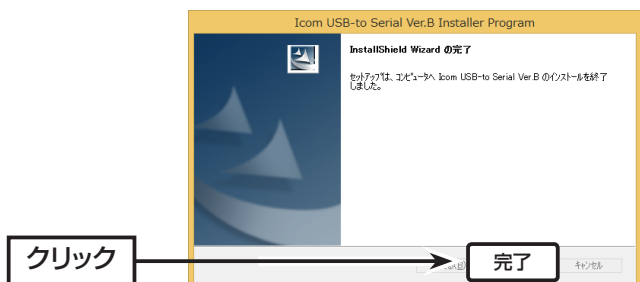 Icom USB-to Serial Ver.B Installer Program
InstallShield Wizard の完了
セットアップは、コンピュータへ Icom USB-to Serial Ver.B のインストールを終了
しました。
クリック
完了
キャンセル